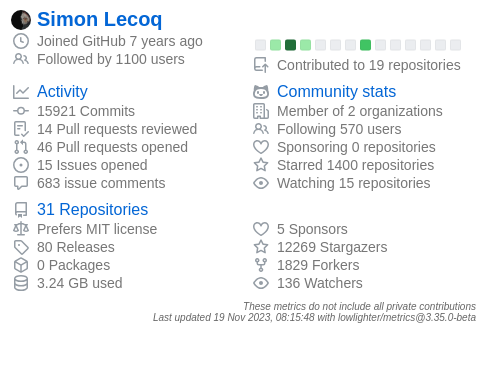 Simon Lecoq
Joined GitHub 7 years ago
Followed by 1100 users
Contributed to 19 repositories
Activity
15921 Commits
14 Pull requests reviewed
46 Pull requests opened
15 Issues opened
683 issue comments
Community stats
Member of 2 organizations
Following 570 users
Sponsoring 0 repositories
Starred 1400 repositories
Watching 15 repositories
31 Repositories
Prefers MIT license
80 Releases
0 Packages
3.24 GB used
5 Sponsors
12269 Stargazers
1829 Forkers
136 Watchers
These metrics do not include all private contributions
Last updated 19 Nov 2023, 08:15:48 with lowlighter/metrics@3.35.0-beta